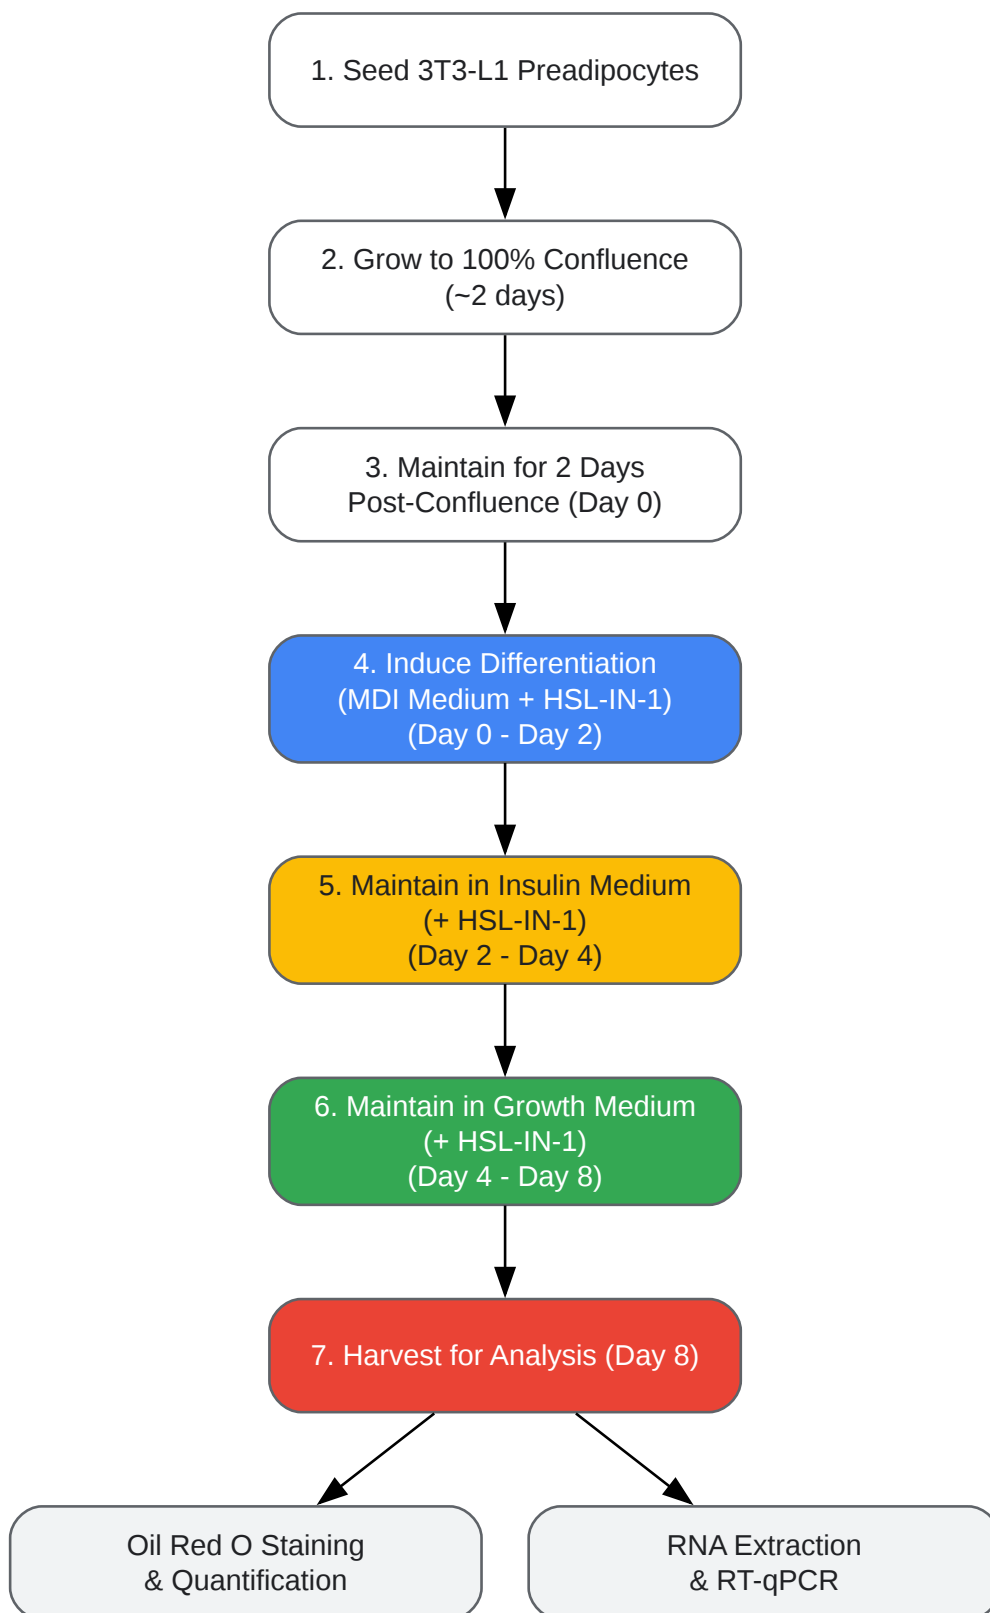 1. Seed 3T3-L1 Preadipocytes
2. Grow to 100% Confluence
(~2 days)
3. Maintain for 2 Days
Post-Confluence (Day 0)
4. Induce Differentiation
(MDI Medium + HSL-IN-1)
(Day 0 - Day 2)
5. Maintain in Insulin Medium
(+ HSL-IN-1)
(Day 2 - Day 4)
6. Maintain in Growth Medium
(+ HSL-IN-1)
(Day 4 - Day 8)
7. Harvest for Analysis (Day 8)
Oil Red O Staining
& Quantification
RNA Extraction
& RT-qPCR